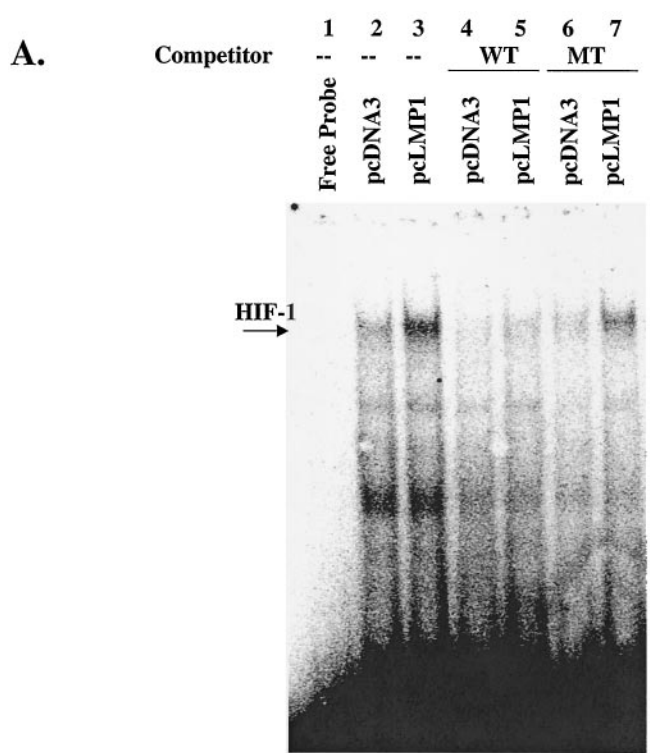 A.
1 2 3 4 5 6 7
Competitor -- -- -- WT MT
Free Probe
pcDNA3
pcLMP1
pcDNA3
pcLMP1
pcDNA3
pcLMP1
HIF-1